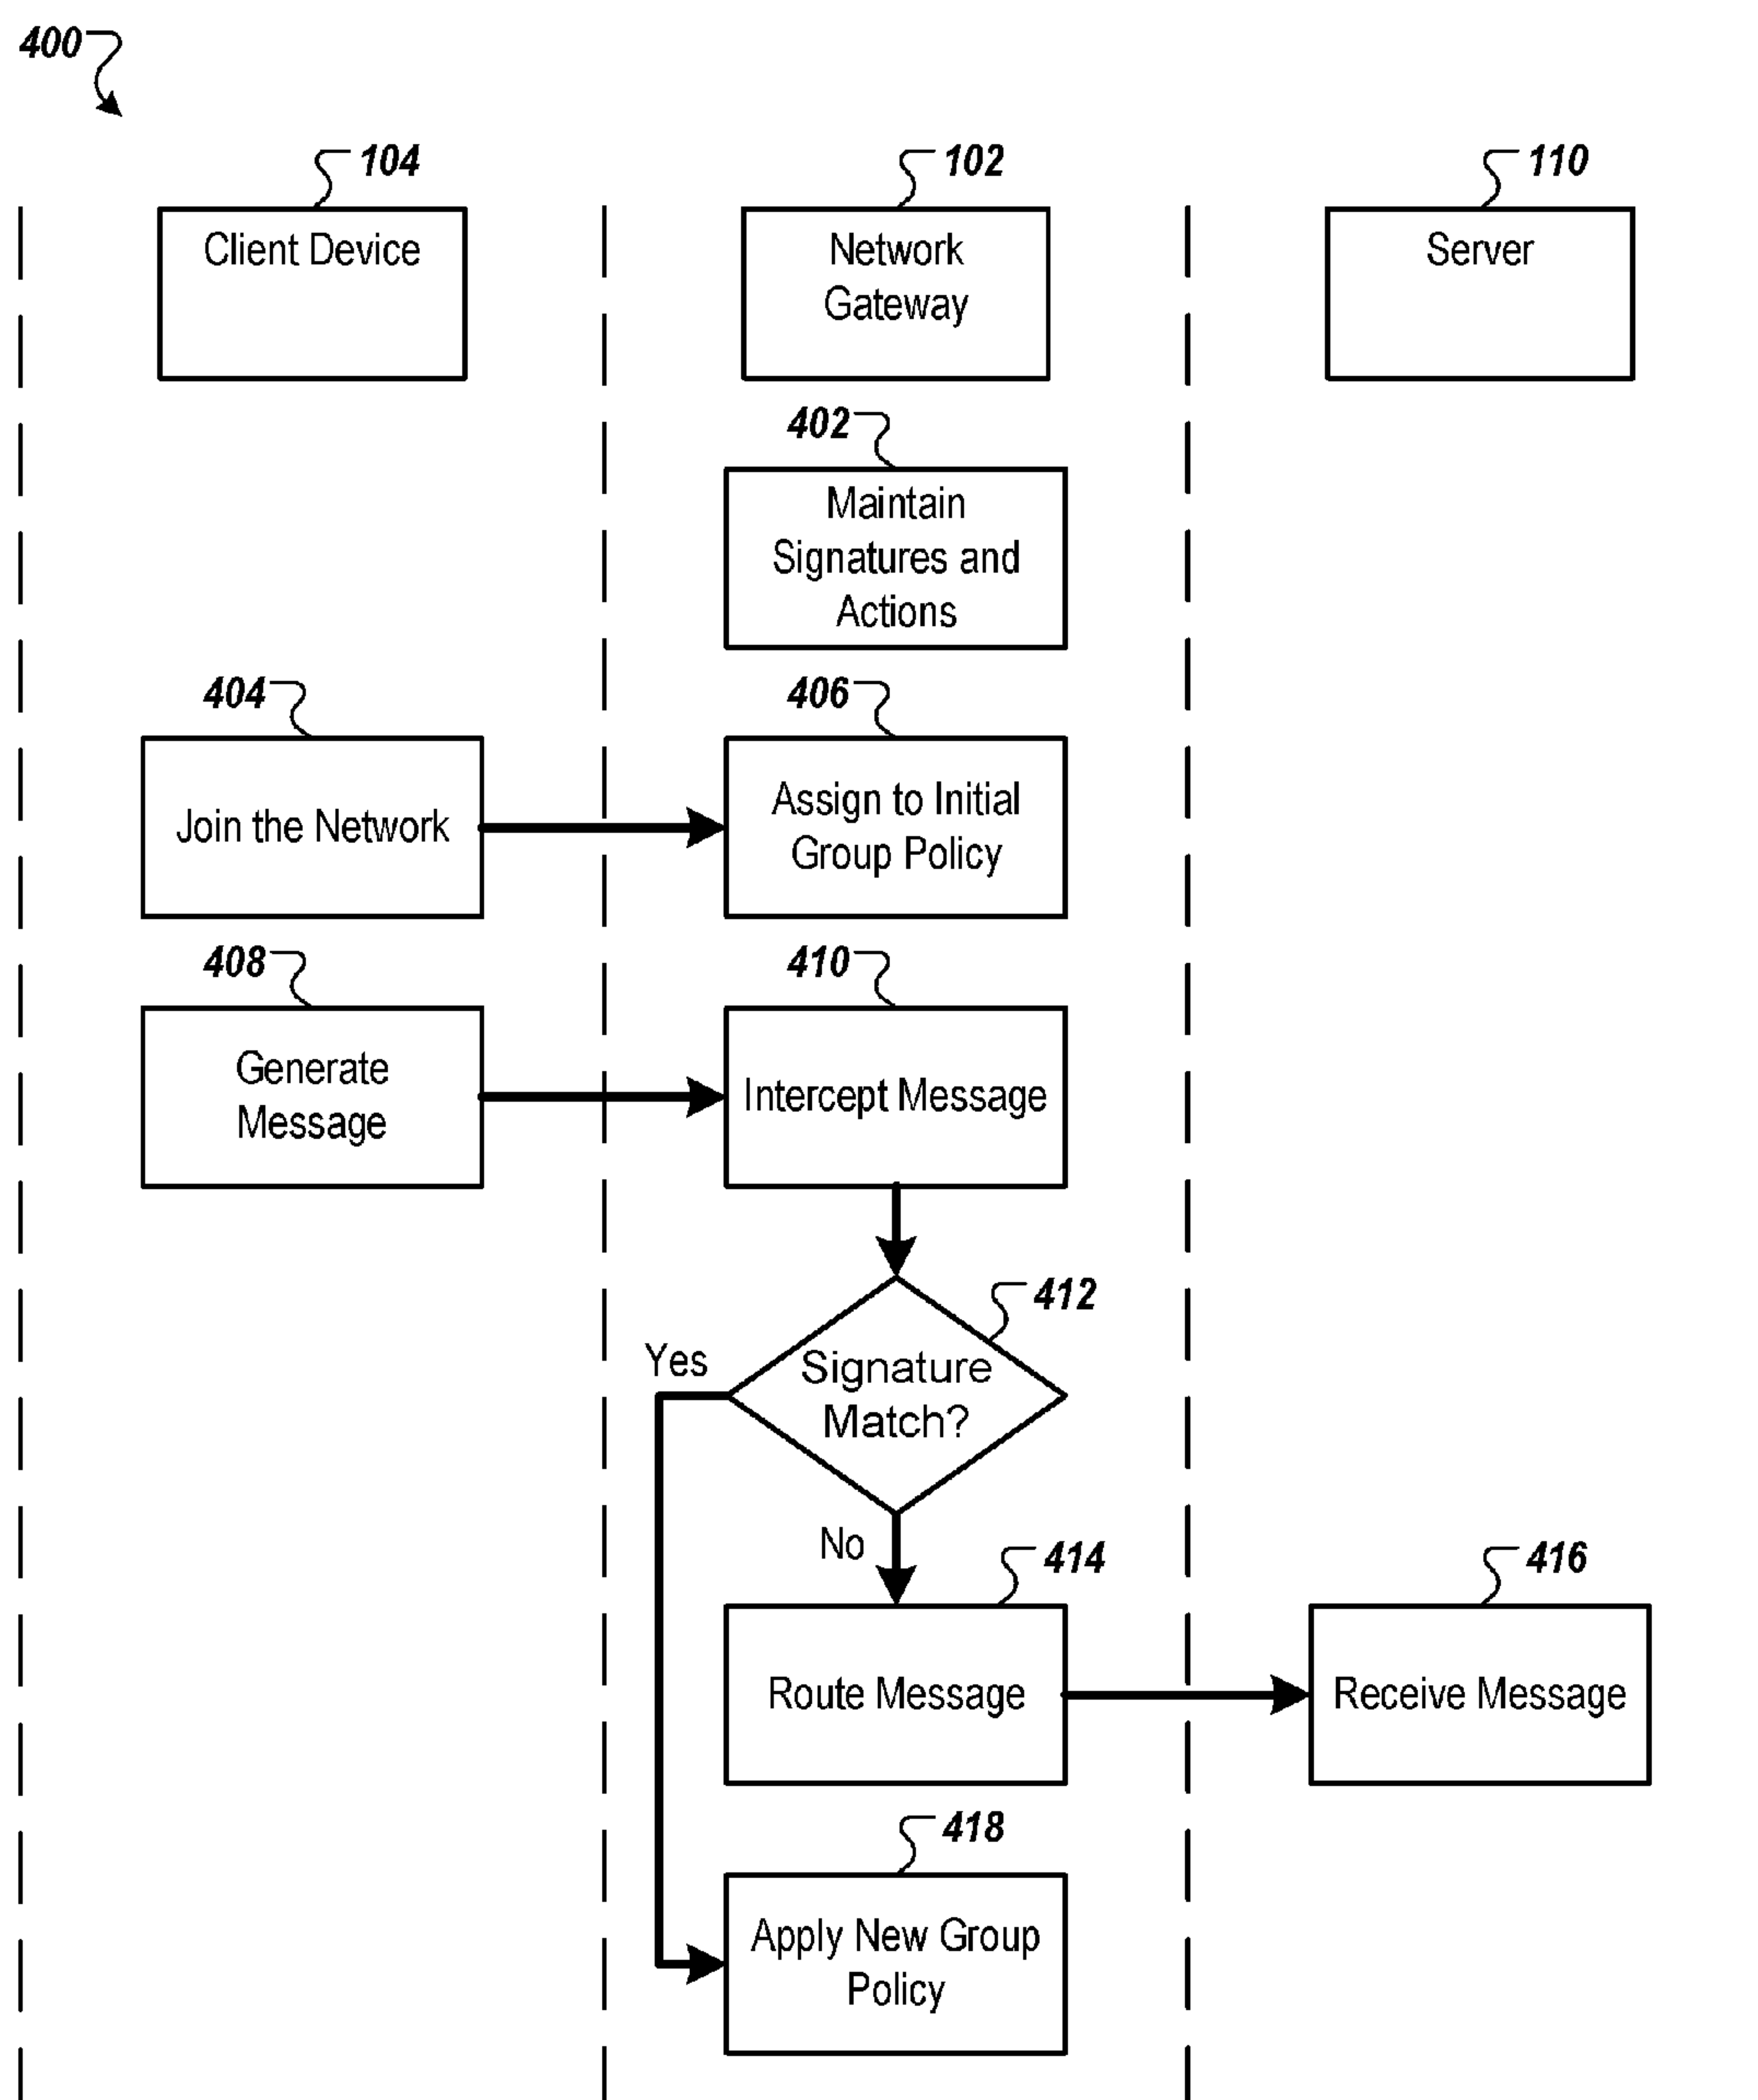 400
104
102
110
Client Device
Network
Gateway
Server
402
Maintain
Signatures and
Actions
404
406
Join the Network
Assign to Initial
Group Policy
408
410
Generate
Message
Intercept Message
412
Yes
Signature
Match?
No
414
416
Route Message
Receive Message
418
Apply New Group
Policy